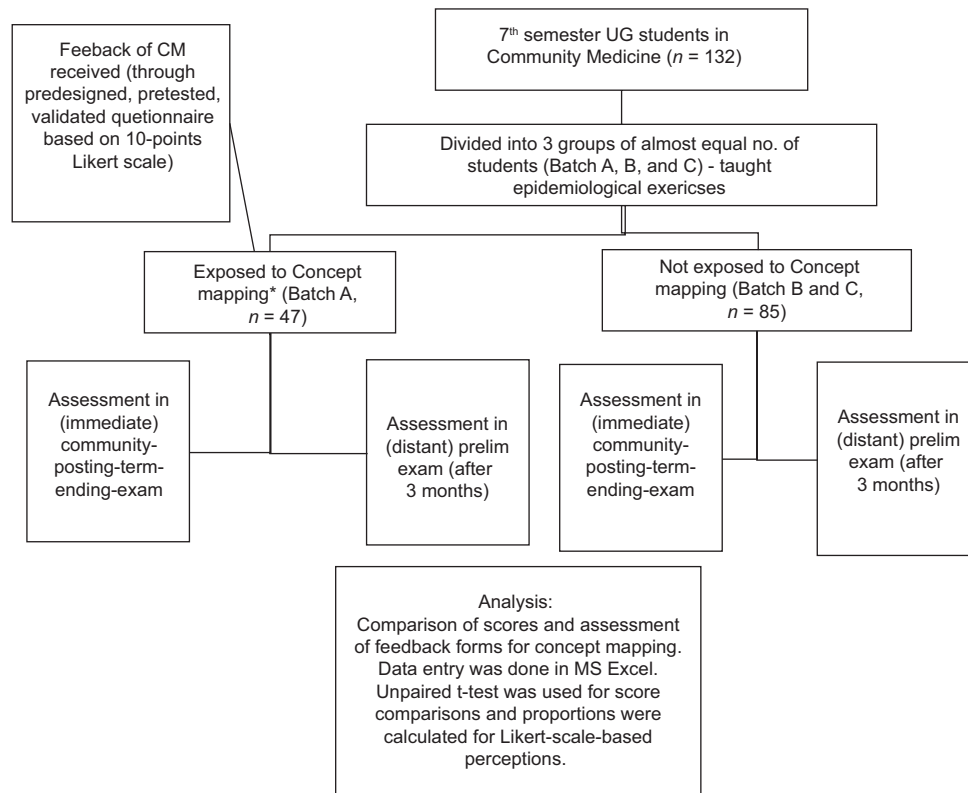 Feeback of CM
received (through
predesigned, pretested,
validated quetionnaire
based on 10-points
Likert scale)
7th semester UG students in
Community Medicine (n = 132)
Divided into 3 groups of almost equal no. of
students (Batch A, B, and C) - taught
epidemiological exericses
Exposed to Concept
mapping* (Batch A,
n = 47)
Not exposed to Concept
mapping (Batch B and C,
n = 85)
Assessment in
(immediate)
community-
posting-term-
ending-exam
Assessment in
(distant) prelim
exam (after
3 months)
Assessment in
(immediate)
community-
posting-term-
ending-exam
Assessment in
(distant) prelim
exam (after
3 months)
Analysis:
Comparison of scores and assessment
of feedback forms for concept mapping.
Data entry was done in MS Excel.
Unpaired t-test was used for score
comparisons and proportions were
calculated for Likert-scale-based
perceptions.